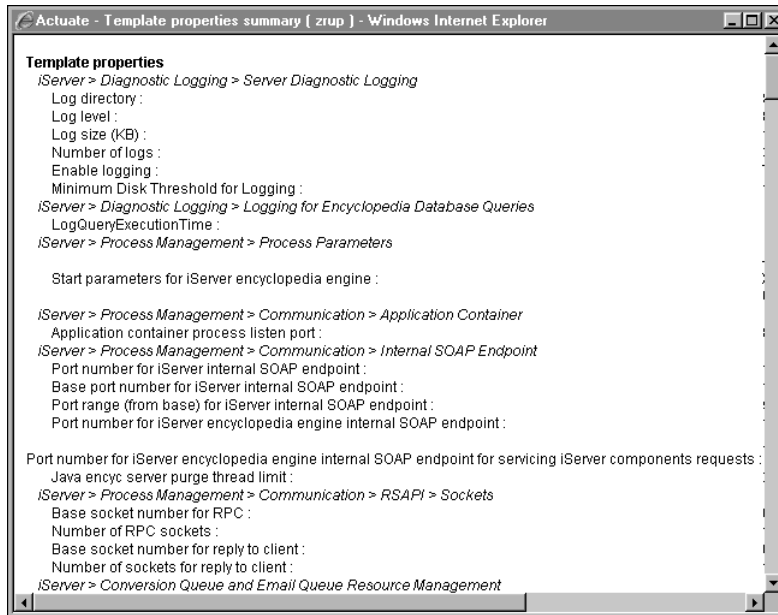 Actuate - Template properties summary ( zrup ) - Windows Internet Explorer
Template properties
iServer > Diagnostic Logging > Server Diagnostic Logging
Log directory :
Log level :
Log size (KB) :
Number of logs :
Enable logging :
Minimum Disk Threshold for Logging :
iServer > Diagnostic Logging > Logging for Encyclopedia Database Queries
LogQueryExecutionTime :
iServer > Process Management > Process Parameters
Start parameters for iServer encyclopedia engine :
iServer > Process Management > Communication > Application Container
Application container process listen port :
iServer > Process Management > Communication > Internal SOAP Endpoint
Port number for iServer internal SOAP endpoint :
Base port number for iServer internal SOAP endpoint :
Port range (from base) for iServer internal SOAP endpoint :
Port number for iServer encyclopedia engine internal SOAP endpoint :
Port number for iServer encyclopedia engine internal SOAP endpoint for servicing iServer components requests :
Java encyc server purge thread limit :
iServer > Process Management > Communication > RSAPI > Sockets
Base socket number for RPC :
Number of RPC sockets :
Base socket number for reply to client :
Number of sockets for reply to client :
iServer > Conversion Queue and Email Queue Resource Management